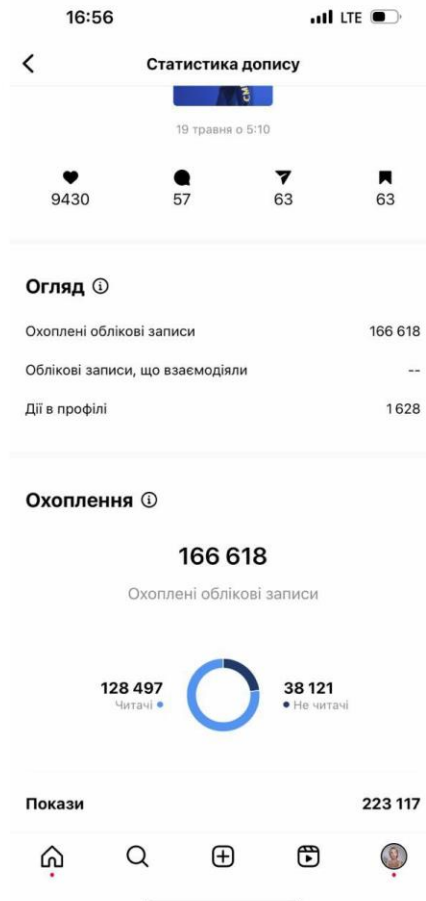 16:56 LTE
Статистика допису
19 травня о 5:10
9430 57 63 63
Огляд
Охоплені облікові записи 166 618
Облікові записи, що взаємодіяли --
Дії в профілі 1 628
Охоплення
166 618
Охоплені облікові записи
128 497 38 121
Читачі Не читачі
Покази 223 117